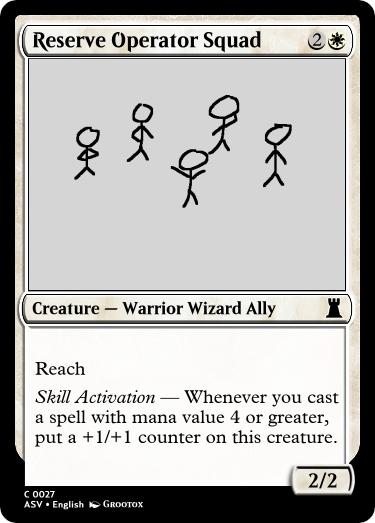 Reserve Operator Squad 2
Creature — Warrior Wizard Ally
Reach
Skill Activation — Whenever you cast
a spell with mana value 4 or greater,
put a +1/+1 counter on this creature.
2/2
C 0027
ASV • English Grootox